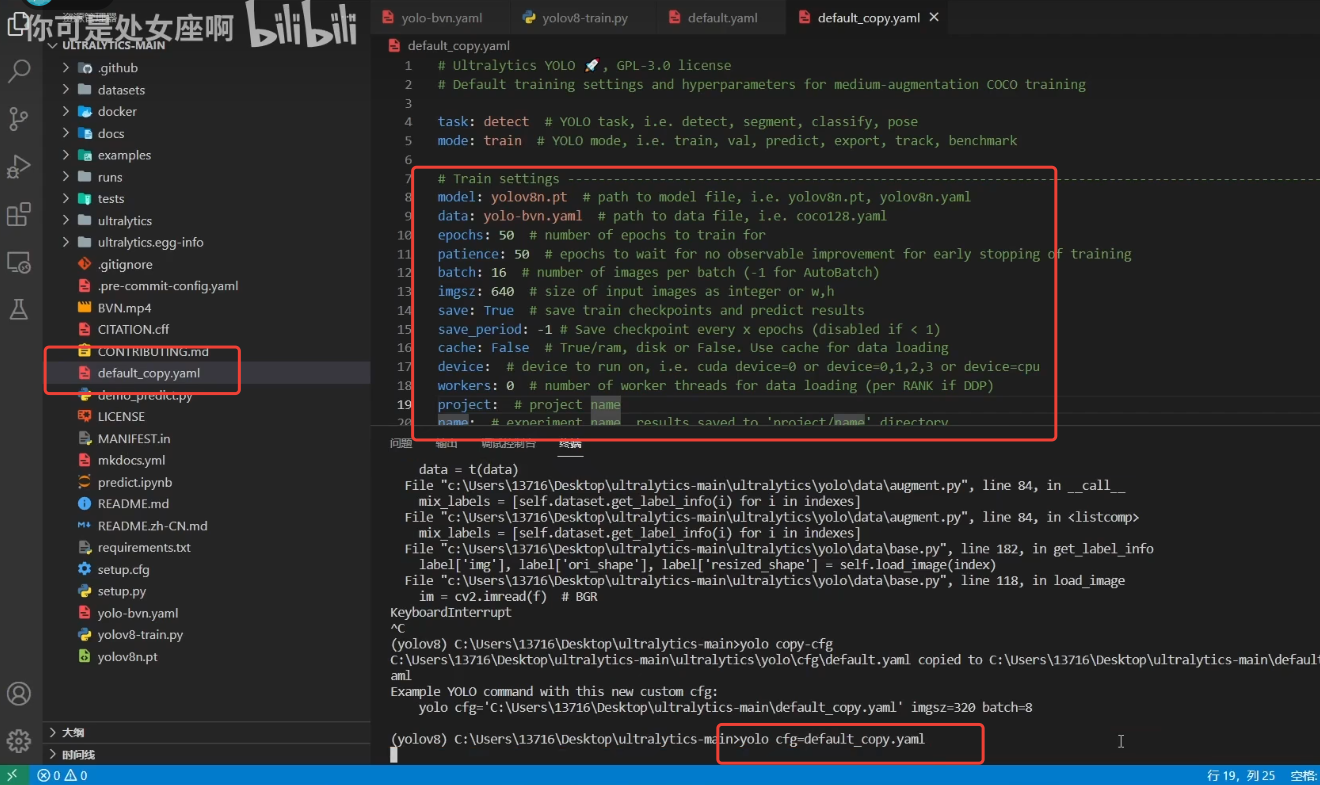 你可是处女座啊 bilibili
ULTRALYTICS-MAIN
.github
datasets
docker
docs
examples
runs
tests
ultralytics
ultralytics.egg-info
.gitignore
.pre-commit-config.yaml
BVN.mp4
CITATION.cff
CONTRIBUTING.md
default_copy.yaml
demo_predict.py
LICENSE
MANIFEST.in
mkdocs.yml
predict.ipynb
README.md
README.zh-CN.md
requirements.txt
setup.cfg
setup.py
yolo-bvn.yaml
yolov8-train.py
yolov8n.pt
大纲
时间线
yolo-bvn.yaml yolov8-train.py default.yaml default_copy.yaml
default_copy.yaml
1 # Ultralytics YOLO 🚀, GPL-3.0 license
2 # Default training settings and hyperparameters for medium-augmentation COCO training
3
4 task: detect # YOLO task, i.e. detect, segment, classify, pose
5 mode: train # YOLO mode, i.e. train, val, predict, export, track, benchmark
6
7 # Train settings -------------------------------------------------------------------------------------------------------
8 model: yolov8n.pt # path to model file, i.e. yolov8n.pt, yolov8n.yaml
9 data: yolo-bvn.yaml # path to data file, i.e. coco128.yaml
10 epochs: 50 # number of epochs to train for
11 patience: 50 # epochs to wait for no observable improvement for early stopping of training
12 batch: 16 # number of images per batch (-1 for AutoBatch)
13 imgsz: 640 # size of input images as integer or w,h
14 save: True # save train checkpoints and predict results
15 save_period: -1 # Save checkpoint every x epochs (disabled if < 1)
16 cache: False # True/ram, disk or False. Use cache for data loading
17 device: # device to run on, i.e. cuda device=0 or device=0,1,2,3 or device=cpu
18 workers: 0 # number of worker threads for data loading (per RANK if DDP)
19 project: # project name
20 name: # experiment name, results saved to 'project/name' directory
问题 输出 调试控制台 终端
data = t(data)
File "c:\Users\13716\Desktop\ultralytics-main\ultralytics\yolo\data\augment.py", line 84, in __call__
mix_labels = [self.dataset.get_label_info(i) for i in indexes]
File "c:\Users\13716\Desktop\ultralytics-main\ultralytics\yolo\data\augment.py", line 84, in <listcomp>
mix_labels = [self.dataset.get_label_info(i) for i in indexes]
File "c:\Users\13716\Desktop\ultralytics-main\ultralytics\yolo\data\base.py", line 182, in get_label_info
label['img'], label['ori_shape'], label['resized_shape'] = self.load_image(index)
File "c:\Users\13716\Desktop\ultralytics-main\ultralytics\yolo\data\base.py", line 118, in load_image
im = cv2.imread(f) # BGR
KeyboardInterrupt
^C
(yolov8) C:\Users\13716\Desktop\ultralytics-main>yolo copy-cfg
C:\Users\13716\Desktop\ultralytics-main\ultralytics\yolo\cfg\default.yaml copied to C:\Users\13716\Desktop\ultralytics-main\default
aml
Example YOLO command with this new custom cfg:
yolo cfg='C:\Users\13716\Desktop\ultralytics-main\default_copy.yaml' imgsz=320 batch=8
(yolov8) C:\Users\13716\Desktop\ultralytics-main>yolo cfg=default_copy.yaml
0 0
行 19，列 25 空格: